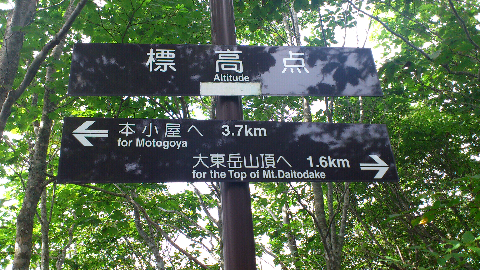 標高点
Altitude
← 本小屋へ 3.7km
for Motogoya
大東岳山頂へ 1.6km →
for the Top of Mt.Daitodake